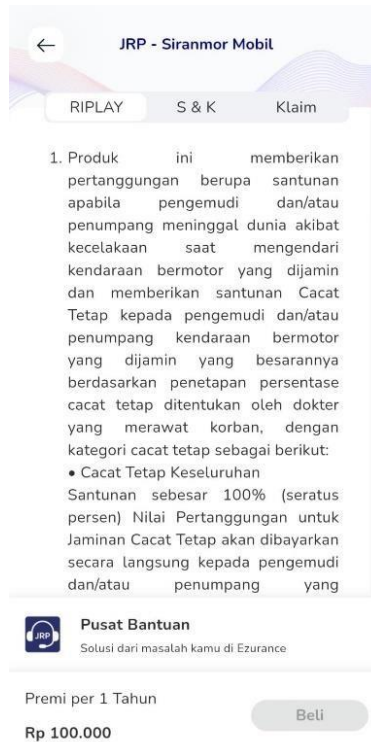 JRP - Siranmor Mobil
RIPLAY S & K Klaim
1. Produk ini memberikan
pertanggungan berupa santunan
apabila pengemudi dan/atau
penumpang meninggal dunia akibat
kecelakaan saat mengendari
kendaraan bermotor yang dijamin
dan memberikan santunan Cacat
Tetap kepada pengemudi dan/atau
penumpang kendaraan bermotor
yang dijamin yang besarannya
berdasarkan penetapan persentase
cacat tetap ditentukan oleh dokter
yang merawat korban, dengan
kategori cacat tetap sebagai berikut:
• Cacat Tetap Keseluruhan
Santunan sebesar 100% (seratus
persen) Nilai Pertanggungan untuk
Jaminan Cacat Tetap akan dibayarkan
secara langsung kepada pengemudi
dan/atau penumpang yang
JRP
Pusat Bantuan
Solusi dari masalah kamu di Ezurance
Premi per 1 Tahun
Rp 100.000
Beli